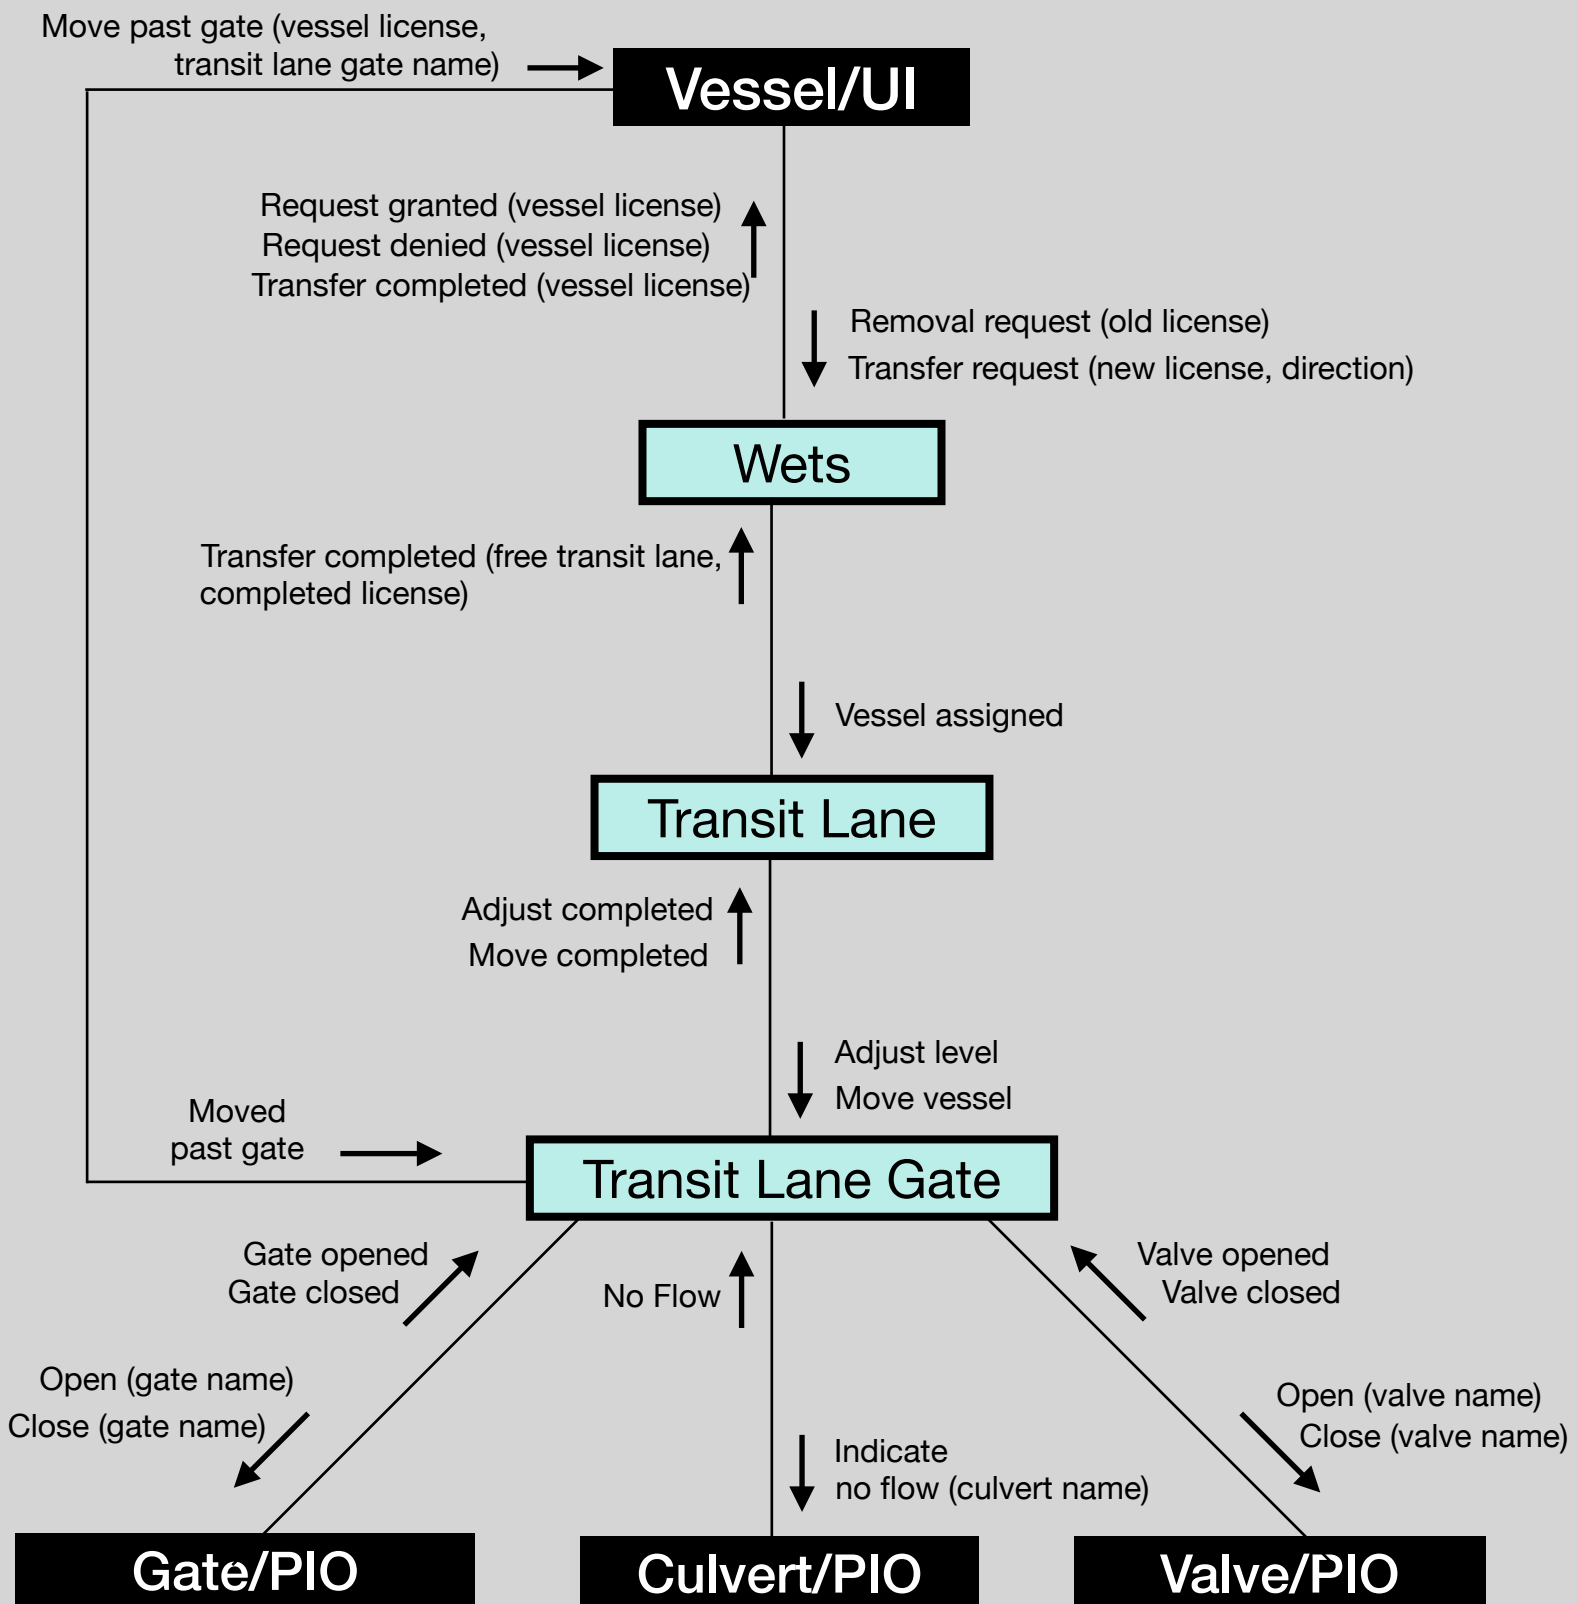 Move past gate (vessel license,
transit lane gate name)
Vessel/UI
Request granted (vessel license)
Request denied (vessel license)
Transfer completed (vessel license)
Removal request (old license)
Transfer request (new license, direction)
Wets
Transfer completed (free transit lane,
completed license)
Vessel assigned
Transit Lane
Adjust completed
Move completed
Adjust level
Move vessel
Moved
past gate
Transit Lane Gate
Gate opened
Gate closed
No Flow
Valve opened
Valve closed
Open (gate name)
Close (gate name)
Indicate
no flow (culvert name)
Open (valve name)
Close (valve name)
Gate/PIO
Culvert/PIO
Valve/PIO